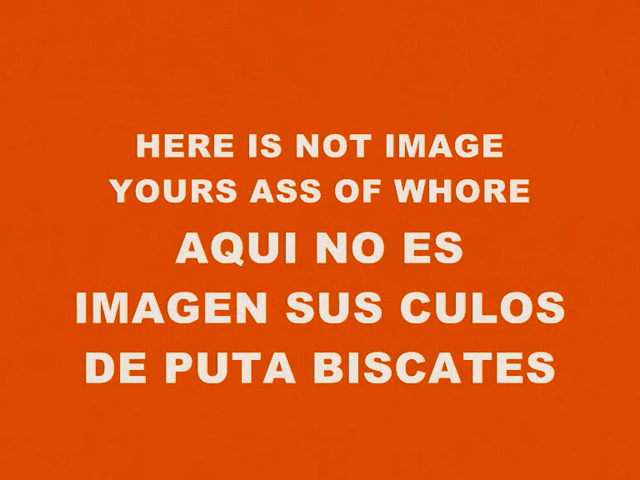 HERE IS NOT IMAGE
YOURS ASS OF WHORE
AQUI NO ES
IMAGEN SUS CULOS
DE PUTA BISCATES